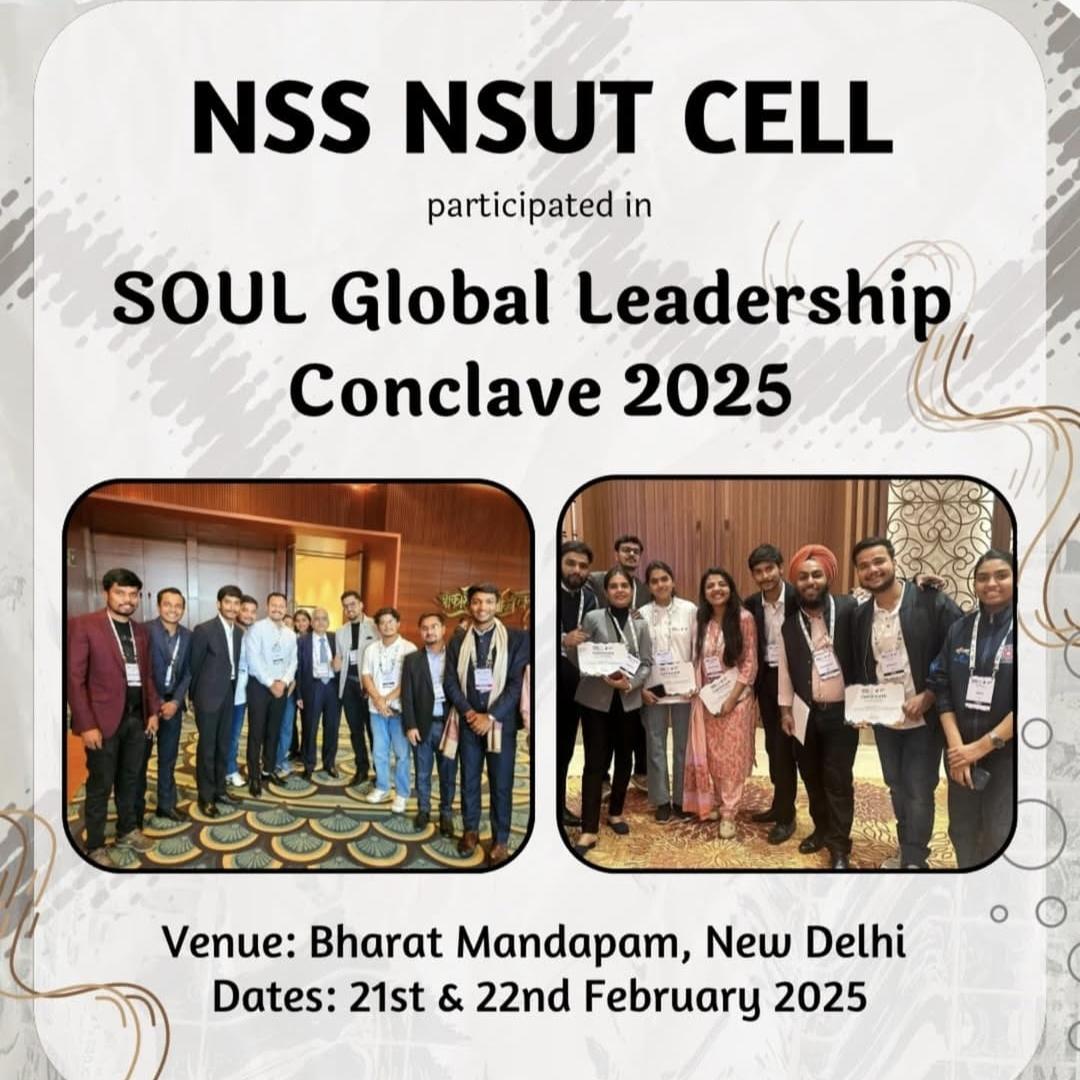 NSS NSUT CELL
participated in
SOUL Global Leadership
Conclave 2025
Venue: Bharat Mandapam, New Delhi
Dates: 21st & 22nd February 2025